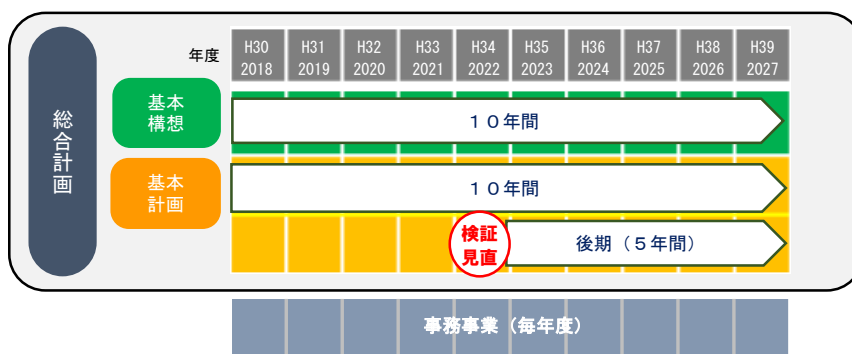 年度
H30 H31 H32 H33 H34 H35 H36 H37 H38 H39
2018 2019 2020 2021 2022 2023 2024 2025 2026 2027
総合計画
基本
構想
１０年間
基本
計画
１０年間
検証
見直
後期（５年間）
事務事業（毎年度）